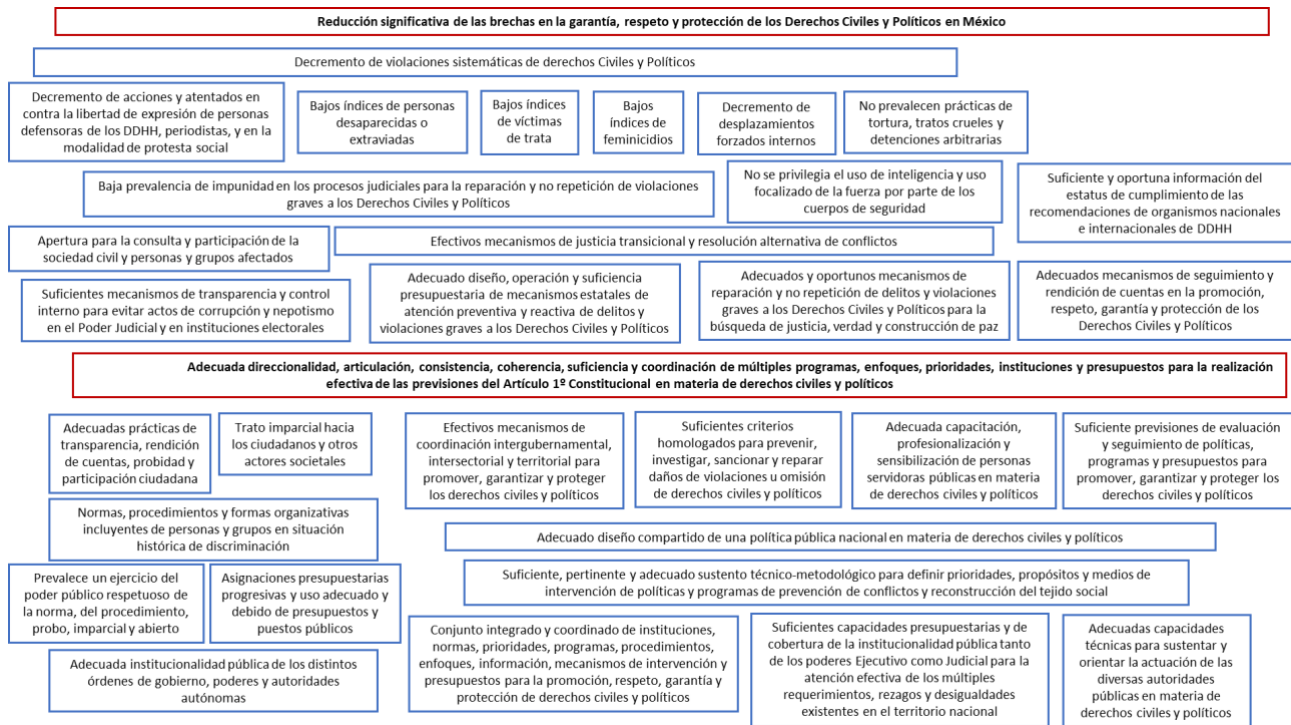 Reducción significativa de las brechas en la garantía, respeto y protección de los Derechos Civiles y Políticos en México
Decremento de violaciones sistemáticas de derechos Civiles y Políticos
Decremento de acciones y atentados en
contra la libertad de expresión de personas
defensoras de los DDHH, periodistas, y en la
modalidad de protesta social
Bajos índices de personas
desaparecidas o
extraviadas
Bajos índices
de víctimas
de trata
Bajos
índices de
feminicidios
Decremento de
desplazamientos
forzados internos
No prevalecen prácticas de
tortura, tratos crueles y
detenciones arbitrarias
Baja prevalencia de impunidad en los procesos judiciales para la reparación y no repetición de violaciones
graves a los Derechos Civiles y Políticos
No se privilegia el uso de inteligencia y uso
focalizado de la fuerza por parte de los
cuerpos de seguridad
Suficiente y oportuna información del
estatus de cumplimiento de las
recomendaciones de organismos nacionales
e internacionales de DDHH
Apertura para la consulta y participación de la
sociedad civil y personas y grupos afectados
Efectivos mecanismos de justicia transicional y resolución alternativa de conflictos
Suficientes mecanismos de transparencia y control
interno para evitar actos de corrupción y nepotismo
en el Poder Judicial y en instituciones electorales
Adecuado diseño, operación y suficiencia
presupuestaria de mecanismos estatales de
atención preventiva y reactiva de delitos y
violaciones graves a los Derechos Civiles y Políticos
Adecuados y oportunos mecanismos de
reparación y no repetición de delitos y violaciones
graves a los Derechos Civiles y Políticos para la
búsqueda de justicia, verdad y construcción de paz
Adecuados mecanismos de seguimiento y
rendición de cuentas en la promoción,
respeto, garantía y protección de los
Derechos Civiles y Políticos
Adecuada direccionalidad, articulación, consistencia, coherencia, suficiencia y coordinación de múltiples programas, enfoques, prioridades, instituciones y presupuestos para la realización
efectiva de las previsiones del Artículo 1º Constitucional en materia de derechos civiles y políticos
Adecuadas prácticas de
transparencia, rendición
de cuentas, probidad y
participación ciudadana
Trato imparcial hacia
los ciudadanos y otros
actores societales
Efectivos mecanismos de
coordinación intergubernamental,
intersectorial y territorial para
promover, garantizar y proteger
los derechos civiles y políticos
Suficientes criterios
homologados para prevenir,
investigar, sancionar y reparar
daños de violaciones u omisión
de derechos civiles y políticos
Adecuada capacitación,
profesionalización y
sensibilización de personas
servidoras públicas en materia
de derechos civiles y políticos
Suficiente previsiones de evaluación
y seguimiento de políticas,
programas y presupuestos para
promover, garantizar y proteger los
derechos civiles y políticos
Normas, procedimientos y formas organizativas
incluyentes de personas y grupos en situación
histórica de discriminación
Adecuado diseño compartido de una política pública nacional en materia de derechos civiles y políticos
Prevalece un ejercicio del
poder público respetuoso de
la norma, del procedimiento,
probo, imparcial y abierto
Asignaciones presupuestarias
progresivas y uso adecuado y
debido de presupuestos y
puestos públicos
Suficiente, pertinente y adecuado sustento técnico-metodológico para definir prioridades, propósitos y medios de
intervención de políticas y programas de prevención de conflictos y reconstrucción del tejido social
Adecuada institucionalidad pública de los distintos
órdenes de gobierno, poderes y autoridades
autónomas
Conjunto integrado y coordinado de instituciones,
normas, prioridades, programas, procedimientos,
enfoques, información, mecanismos de intervención y
presupuestos para la promoción, respeto, garantía y
protección de derechos civiles y políticos
Suficientes capacidades presupuestarias y de
cobertura de la institucionalidad pública tanto
de los poderes Ejecutivo como Judicial para la
atención efectiva de los múltiples
requerimientos, rezagos y desigualdades
existentes en el territorio nacional
Adecuadas capacidades
técnicas para sustentar y
orientar la actuación de las
diversas autoridades
públicas en materia de
derechos civiles y políticos